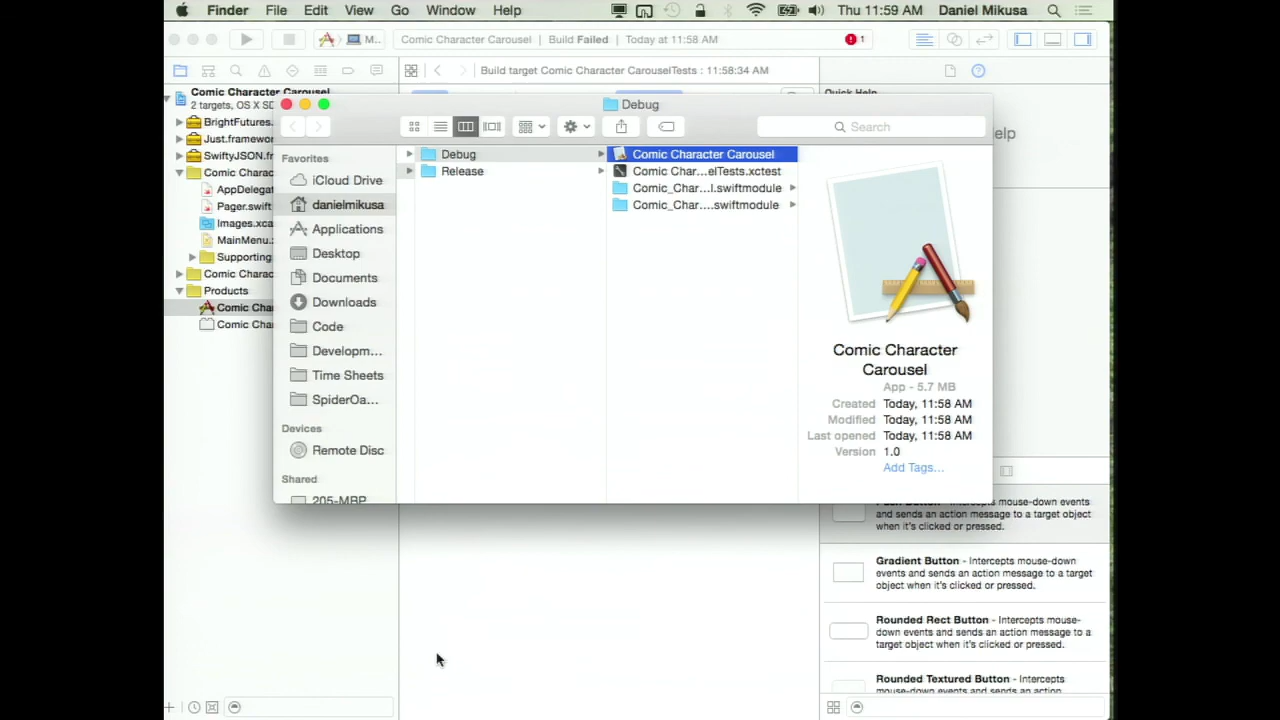 Finder File Edit View Go Window Help Thu 11:59 AM Daniel Mikusa
M...
Comic Character Carousel | Build Failed | Today at 11:58 AM
1
Build target Comic Character CarouselTests : 11:58:34 AM
Comic Character Carousel
2 targets, OS X SD
BrightFutures.
Just.framew
SwiftyJSON.fr
Comic Charac
AppDelegat
Pager.swift
Images.xca
MainMenu.x
Supporting
Comic Charac
Products
Comic Cha
Comic Cha
Debug
Search
Favorites
iCloud Drive
danielmikusa
Applications
Desktop
Documents
Downloads
Code
Developm...
Time Sheets
SpiderOa...
Devices
Remote Disc
Shared
205-MBP
Debug
Release
Comic Character Carousel
Comic Char...elTests.xctest
Comic_Char...l.swiftmodule
Comic_Char....swiftmodule
Comic Character
Carousel
App - 5.7 MB
Created Today, 11:58 AM
Modified Today, 11:58 AM
Last opened Today, 11:58 AM
Version 1.0
Add Tags...
Quick Help
elp
Push Button - Intercepts mouse-down events
and sends an action message to a target object
when it's clicked or pressed.
Gradient Button - Intercepts mouse-down
events and sends an action message to a target
object when it's clicked or pressed.
Rounded Rect Button - Intercepts mouse-
down events and sends an action message to a
target object when it's clicked or pressed.
Rounded Textured Button - Intercepts
mouse-down events and sends an action